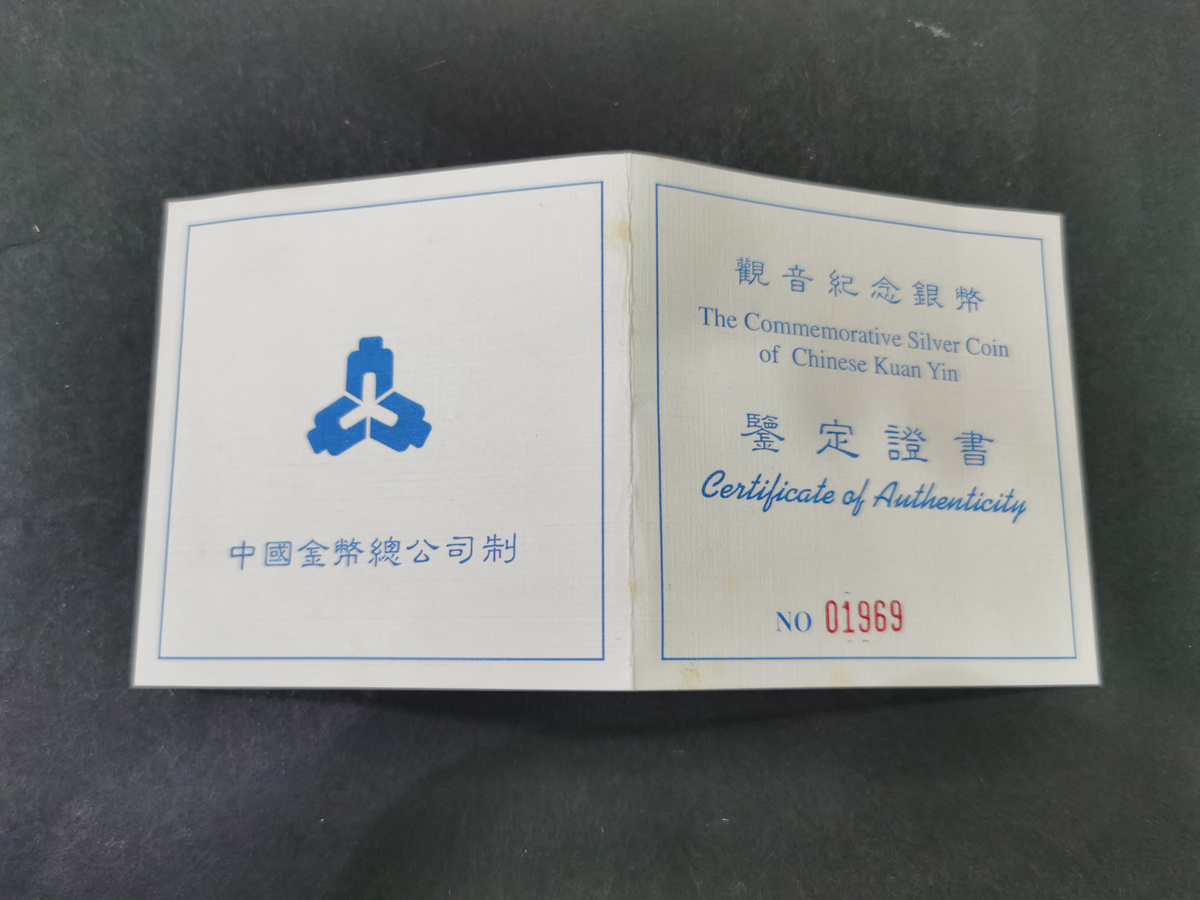 中國金幣總公司制
觀音紀念銀幣
The Commemorative Silver Coin
of Chinese Kuan Yin
鑒定證書
Certificate of Authenticity
NO 01969